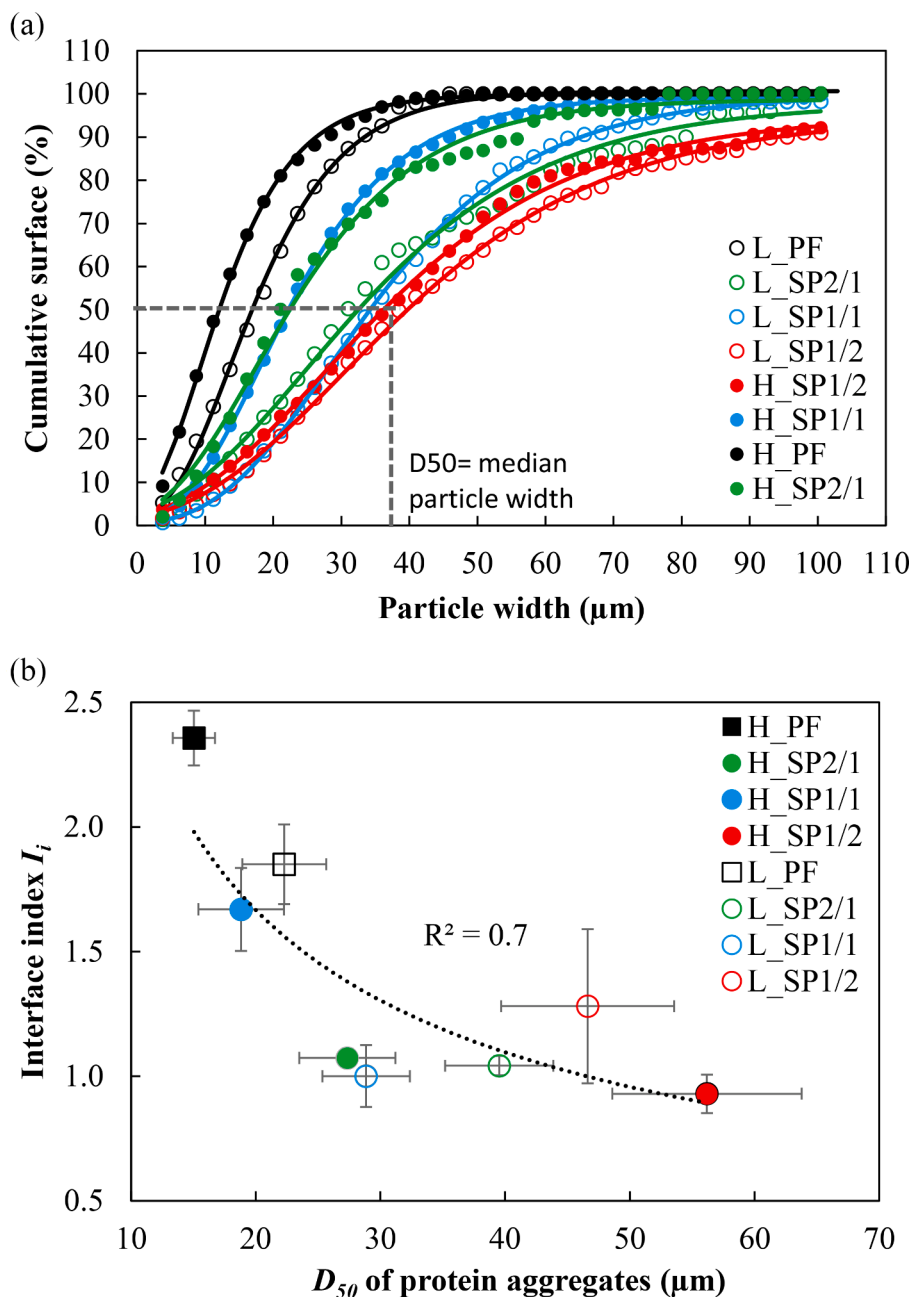 (a)
Cumulative surface (%)
110
100
90
80
70
60
50
40
30
20
10
0
L_PF
L_SP2/1
L_SP1/1
L_SP1/2
H_SP1/2
H_SP1/1
H_PF
H_SP2/1
D50= median
particle width
0 10 20 30 40 50 60 70 80 90 100 110
Particle width (µm)
(b)
Interface index Ii
2.5
2.0
1.5
1.0
0.5
H_PF
H_SP2/1
H_SP1/1
H_SP1/2
L_PF
L_SP2/1
L_SP1/1
L_SP1/2
R² = 0.7
10 20 30 40 50 60 70
D50 of protein aggregates (µm)